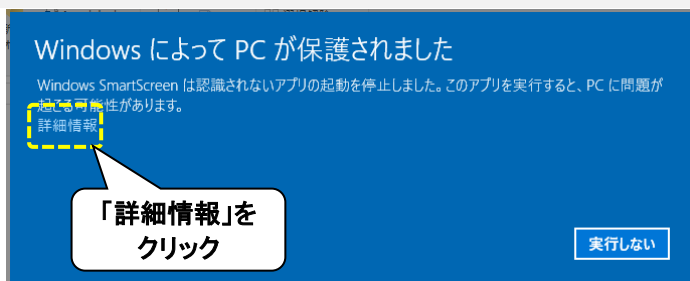 Windows によって PC が保護されました
Windows SmartScreen は認識されないアプリの起動を停止しました。このアプリを実行すると、PC に問題が
起こる可能性があります。
詳細情報
「詳細情報」を
クリック
実行しない